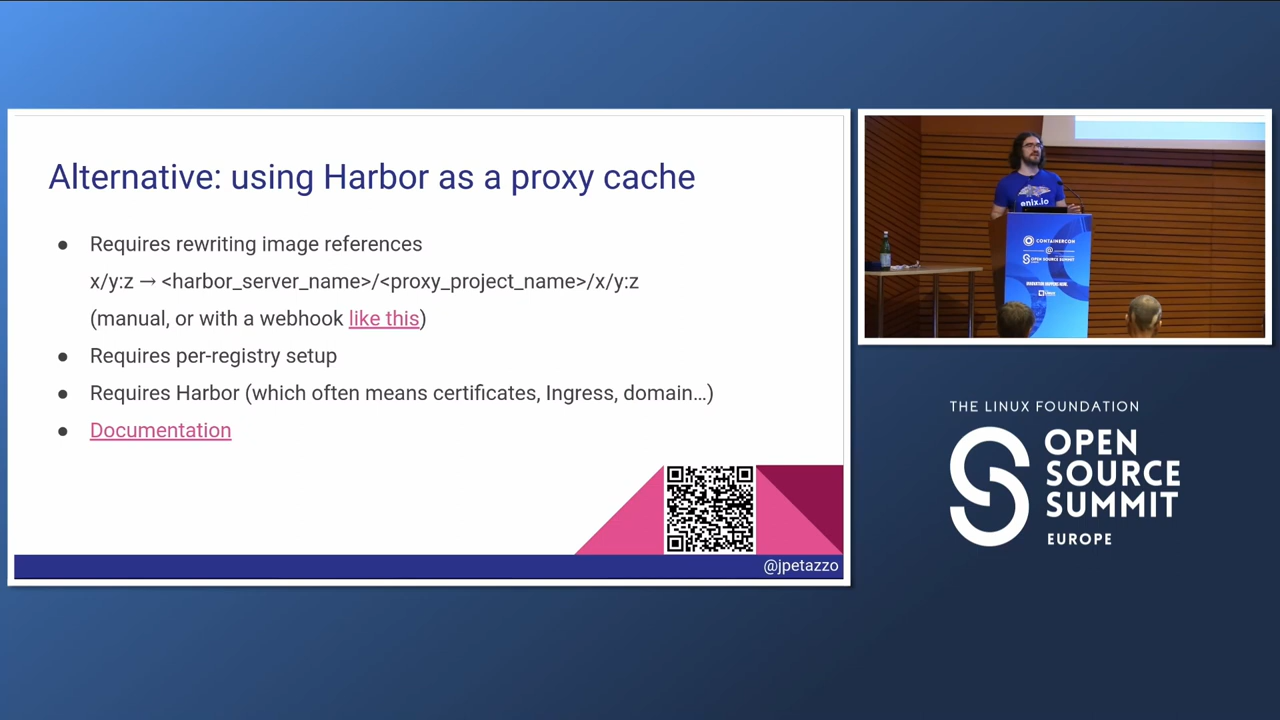 Alternative: using Harbor as a proxy cache
● Requires rewriting image references
x/y:z → <harbor_server_name>/<proxy_project_name>/x/y:z
(manual, or with a webhook like this)
● Requires per-registry setup
● Requires Harbor (which often means certificates, Ingress, domain…)
● Documentation
@jpetazzo
enix.io
CONTAINERCON
@
OPEN SOURCE SUMMIT
THE LINUX FOUNDATION
OPEN
SOURCE
SUMMIT
EUROPE